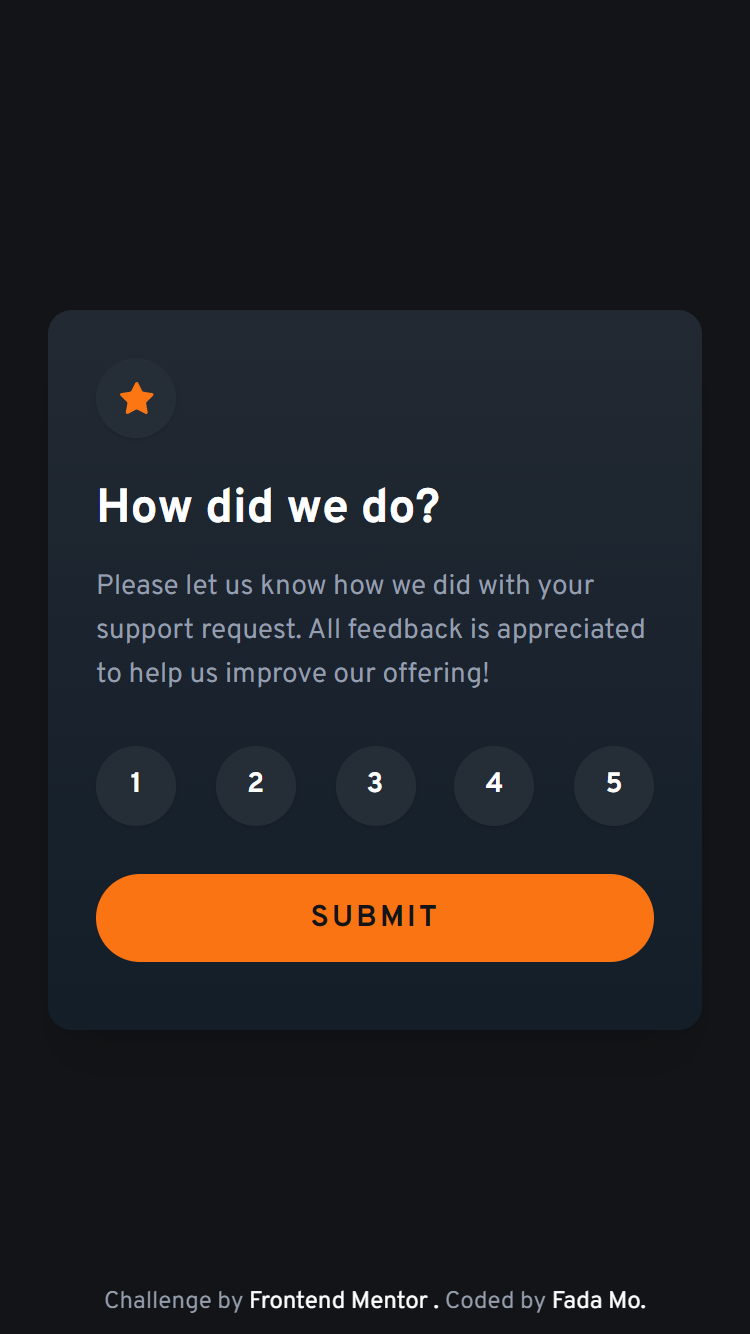 How did we do?
Please let us know how we did with your
support request. All feedback is appreciated
to help us improve our offering!
1 2 3 4 5
SUBMIT
Challenge by Frontend Mentor . Coded by Fada Mo.